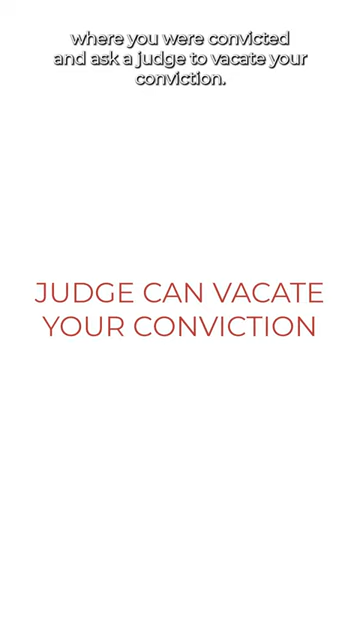 where you were convicted
and ask a judge to vacate your
conviction.
JUDGE CAN VACATE
YOUR CONVICTION